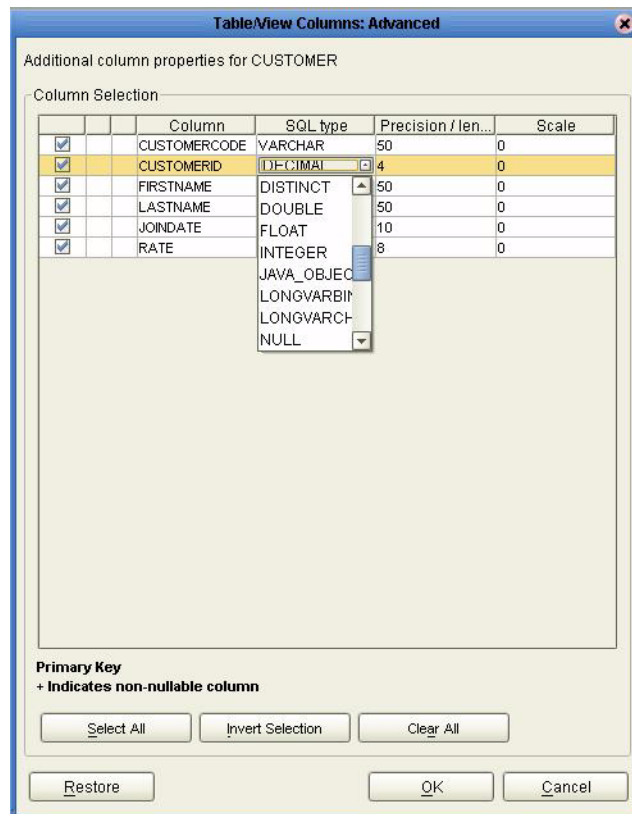 Table/View Columns: Advanced
Additional column properties for CUSTOMER
Column Selection
Column SQL type Precision / len... Scale
CUSTOMERCODE VARCHAR 50 0
CUSTOMERID DECIMAL 4 0
FIRSTNAME DISTINCT 50 0
LASTNAME DOUBLE 50 0
JOINDATE FLOAT 10 0
RATE INTEGER 8 0
JAVA_OBJEC
LONGVARBIN
LONGVARCH
NULL
Primary Key
+ Indicates non-nullable column
Select All Invert Selection Clear All
Restore OK Cancel